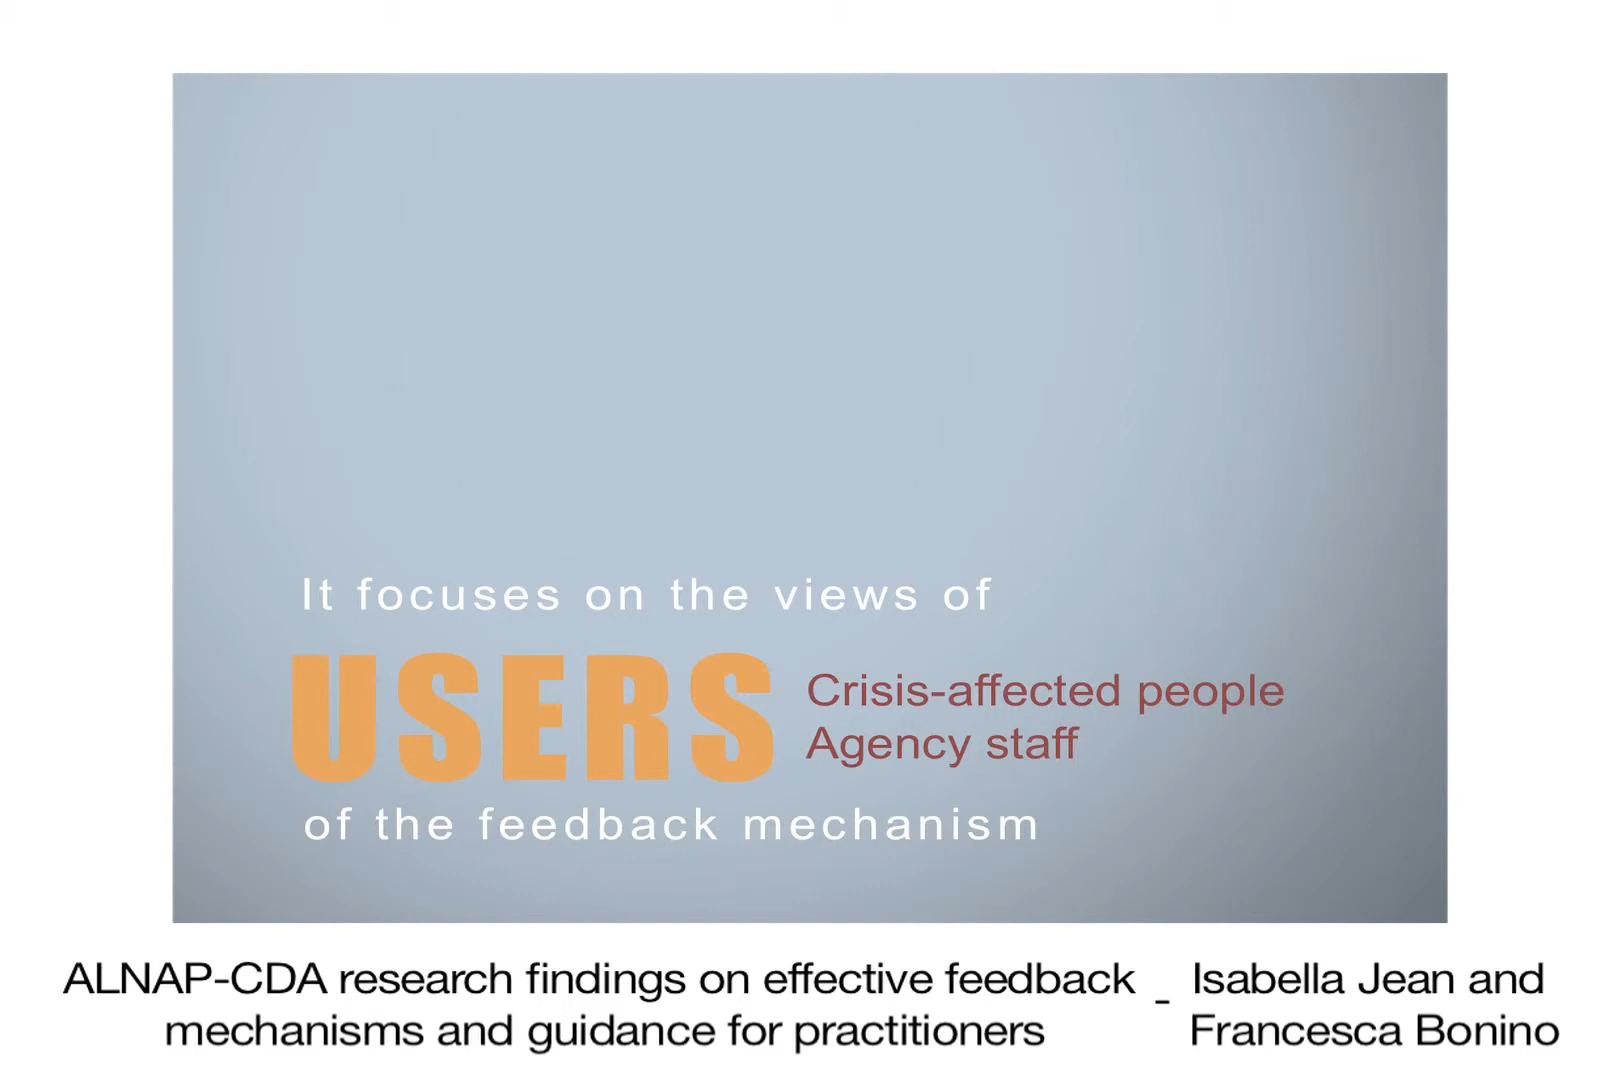 It focuses on the views of
USERS
Crisis-affected people
Agency staff
of the feedback mechanism
ALNAP-CDA research findings on effective feedback
mechanisms and guidance for practitioners
-
Isabella Jean and
Francesca Bonino